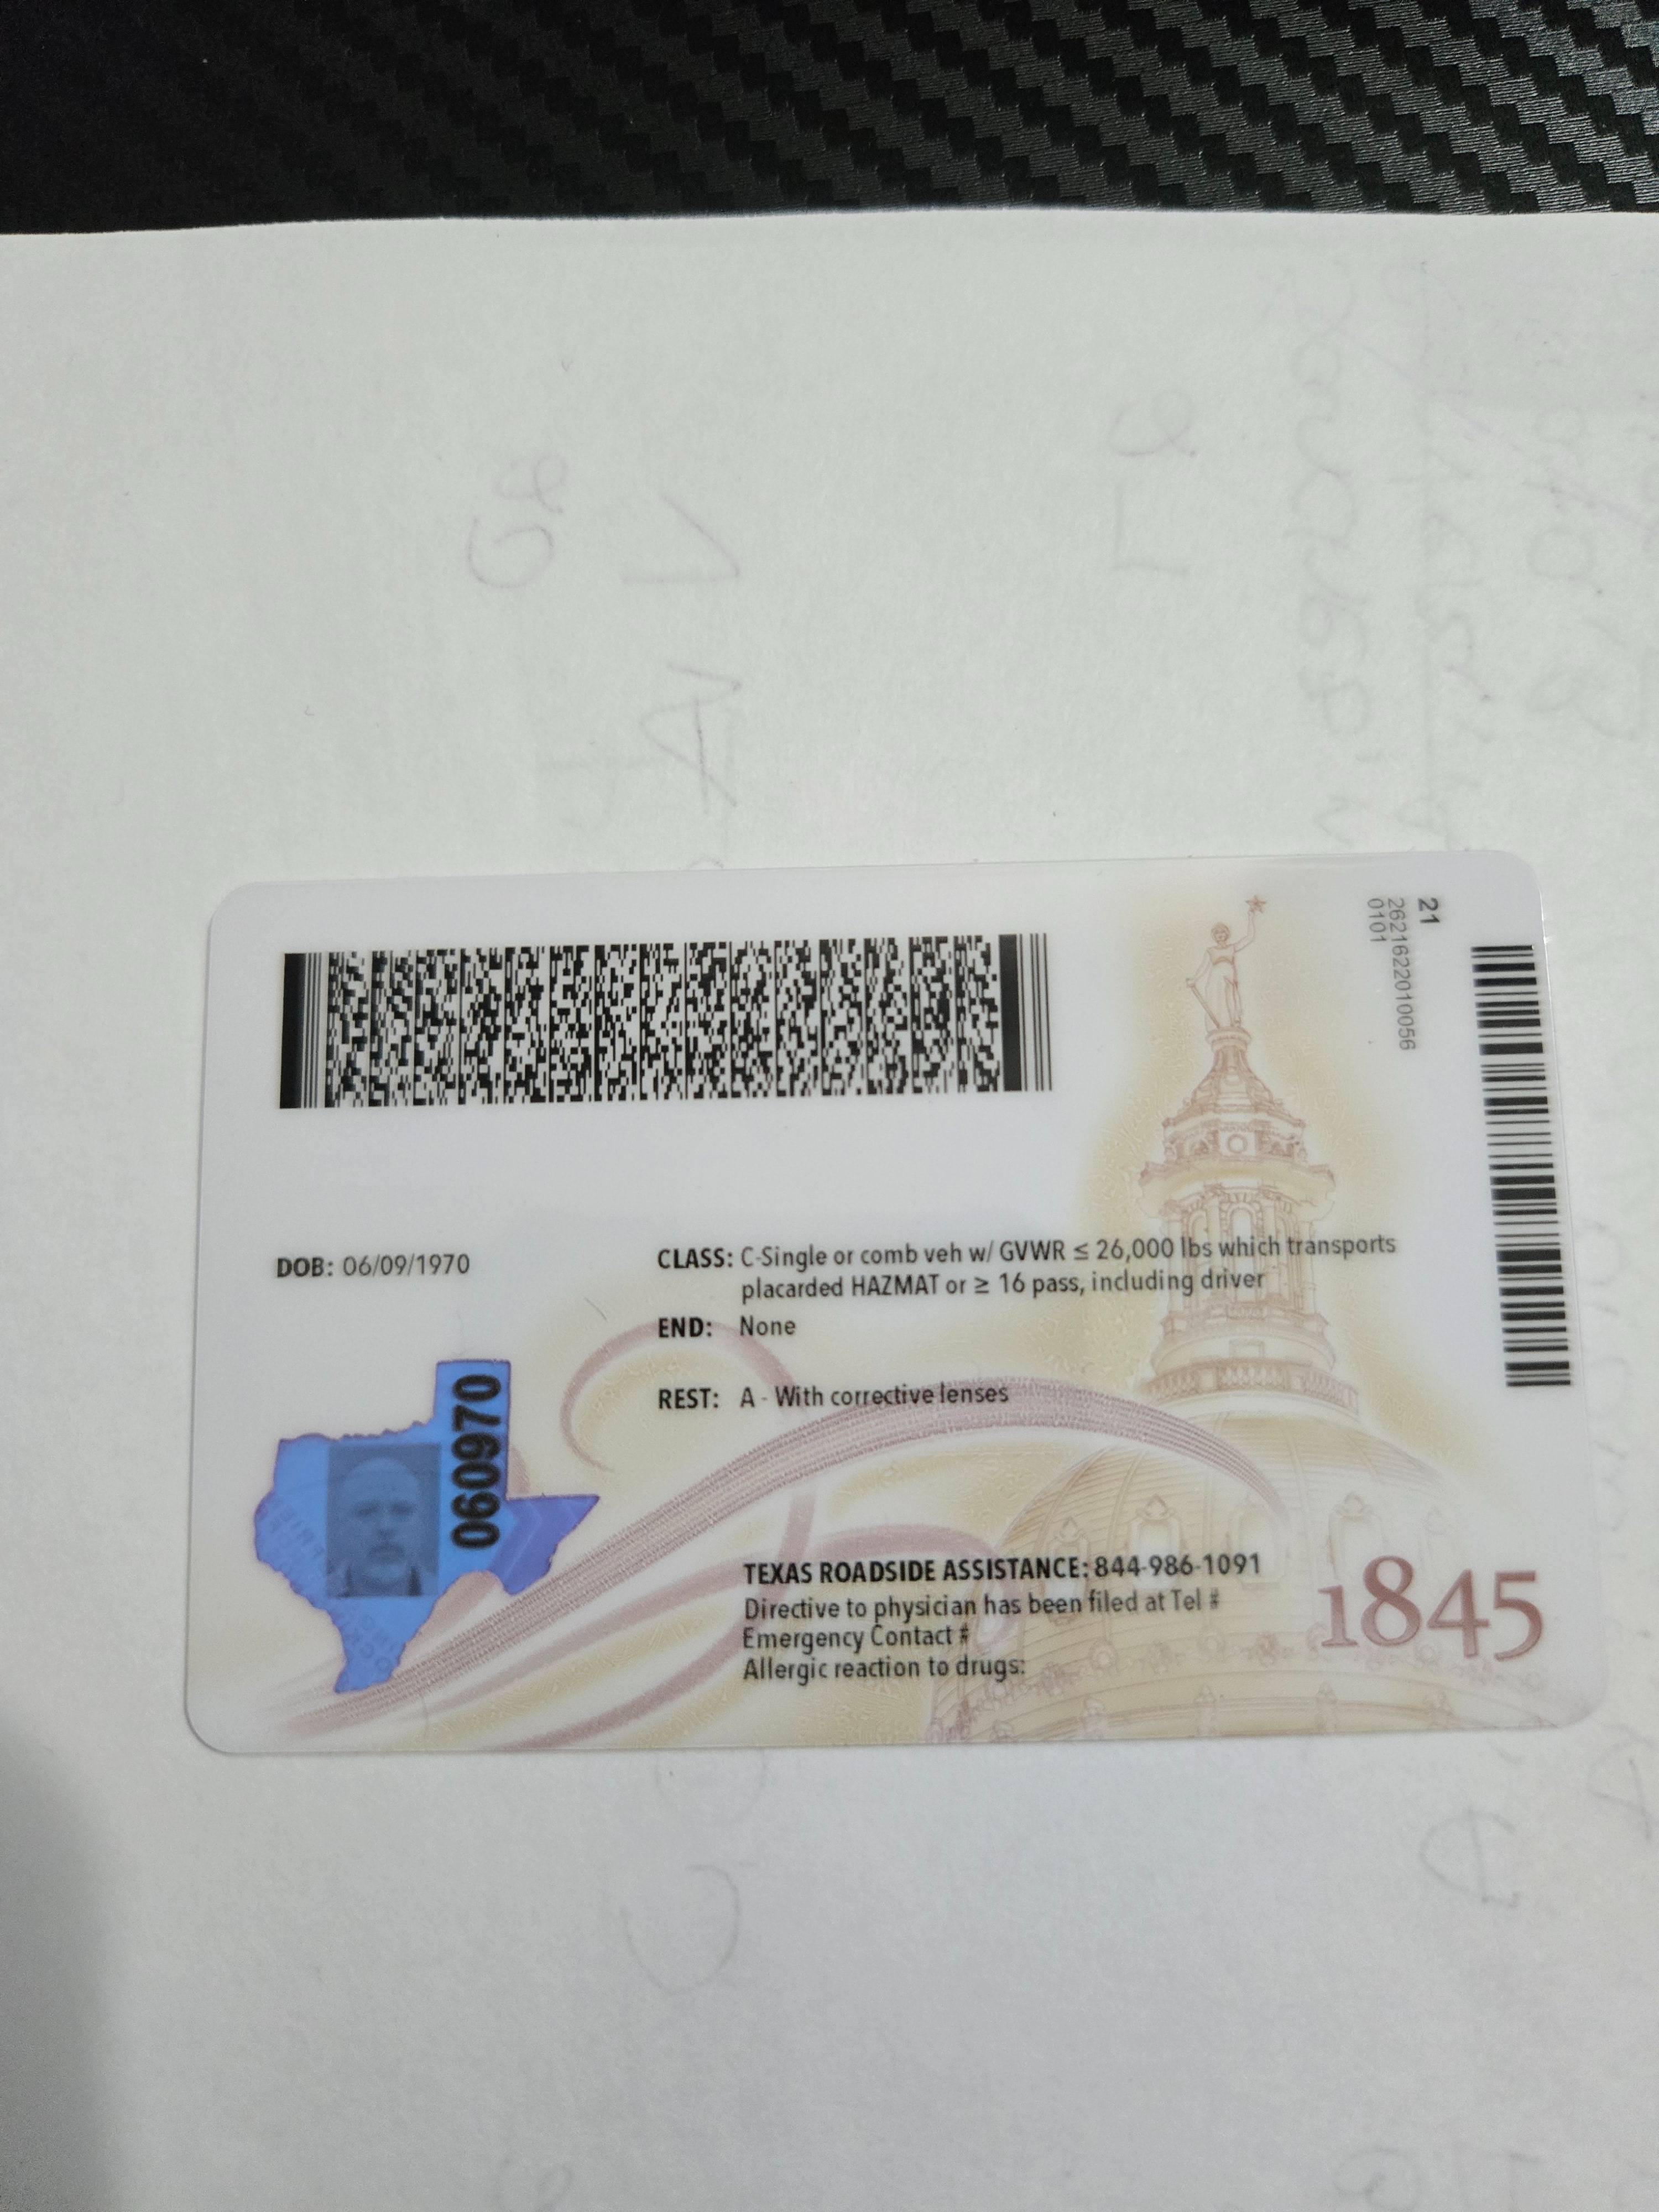 21
2621622010056
0101
DOB: 06/09/1970
CLASS: C-Single or comb veh w/ GVWR ≤ 26,000 lbs which transports
placarded HAZMAT or ≥ 16 pass, including driver
END: None
REST: A - With corrective lenses
060970
TEXAS ROADSIDE ASSISTANCE: 844-986-1091
Directive to physician has been filed at Tel #
Emergency Contact #
Allergic reaction to drugs:
1845